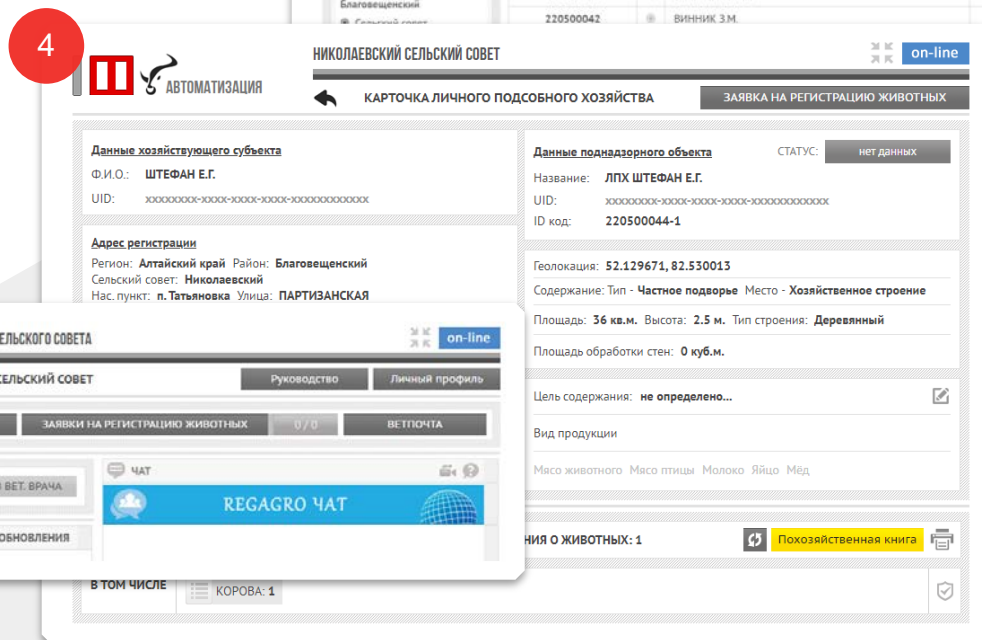 Благовещенский
Сельский совет
220500042 ВИННИК З.М.
4
АВТОМАТИЗАЦИЯ
НИКОЛАЕВСКИЙ СЕЛЬСКИЙ СОВЕТ
on-line
КАРТОЧКА ЛИЧНОГО ПОДСОБНОГО ХОЗЯЙСТВА
ЗАЯВКА НА РЕГИСТРАЦИЮ ЖИВОТНЫХ
Данные хозяйствующего субъекта
Ф.И.О.: ШТЕФАН Е.Г.
UID: xxxxxxxx-xxxx-xxxx-xxxx-xxxxxxxxxxxx
Адрес регистрации
Регион: Алтайский край Район: Благовещенский
Сельский совет: Николаевский
Нас. пункт: п. Татьяновка Улица: ПАРТИЗАНСКАЯ
Данные поднадзорного объекта СТАТУС: нет данных
Название: ЛПХ ШТЕФАН Е.Г.
UID: xxxxxxxx-xxxx-xxxx-xxxx-xxxxxxxxxxxx
ID код: 220500044-1
Геолокация: 52.129671, 82.530013
Содержание: Тип - Частное подворье Место - Хозяйственное строение
Площадь: 36 кв.м. Высота: 2.5 м. Тип строения: Деревянный
Площадь обработки стен: 0 куб.м.
Цель содержания: не определено...
Вид продукции
Мясо животного Мясо птицы Молоко Яйцо Мёд
ЕЛЬСКОГО СОВЕТА
on-line
СЕЛЬСКИЙ СОВЕТ
Руководство
Личный профиль
ЗАЯВКИ НА РЕГИСТРАЦИЮ ЖИВОТНЫХ 0 / 0
ВЕТПОЧТА
ВЕТ. ВРАЧА
ЧАТ
REGAGRO ЧАТ
ОБНОВЛЕНИЯ
НИЯ О ЖИВОТНЫХ: 1
Похозяйственная книга
В ТОМ ЧИСЛЕ
КОРОВА: 1